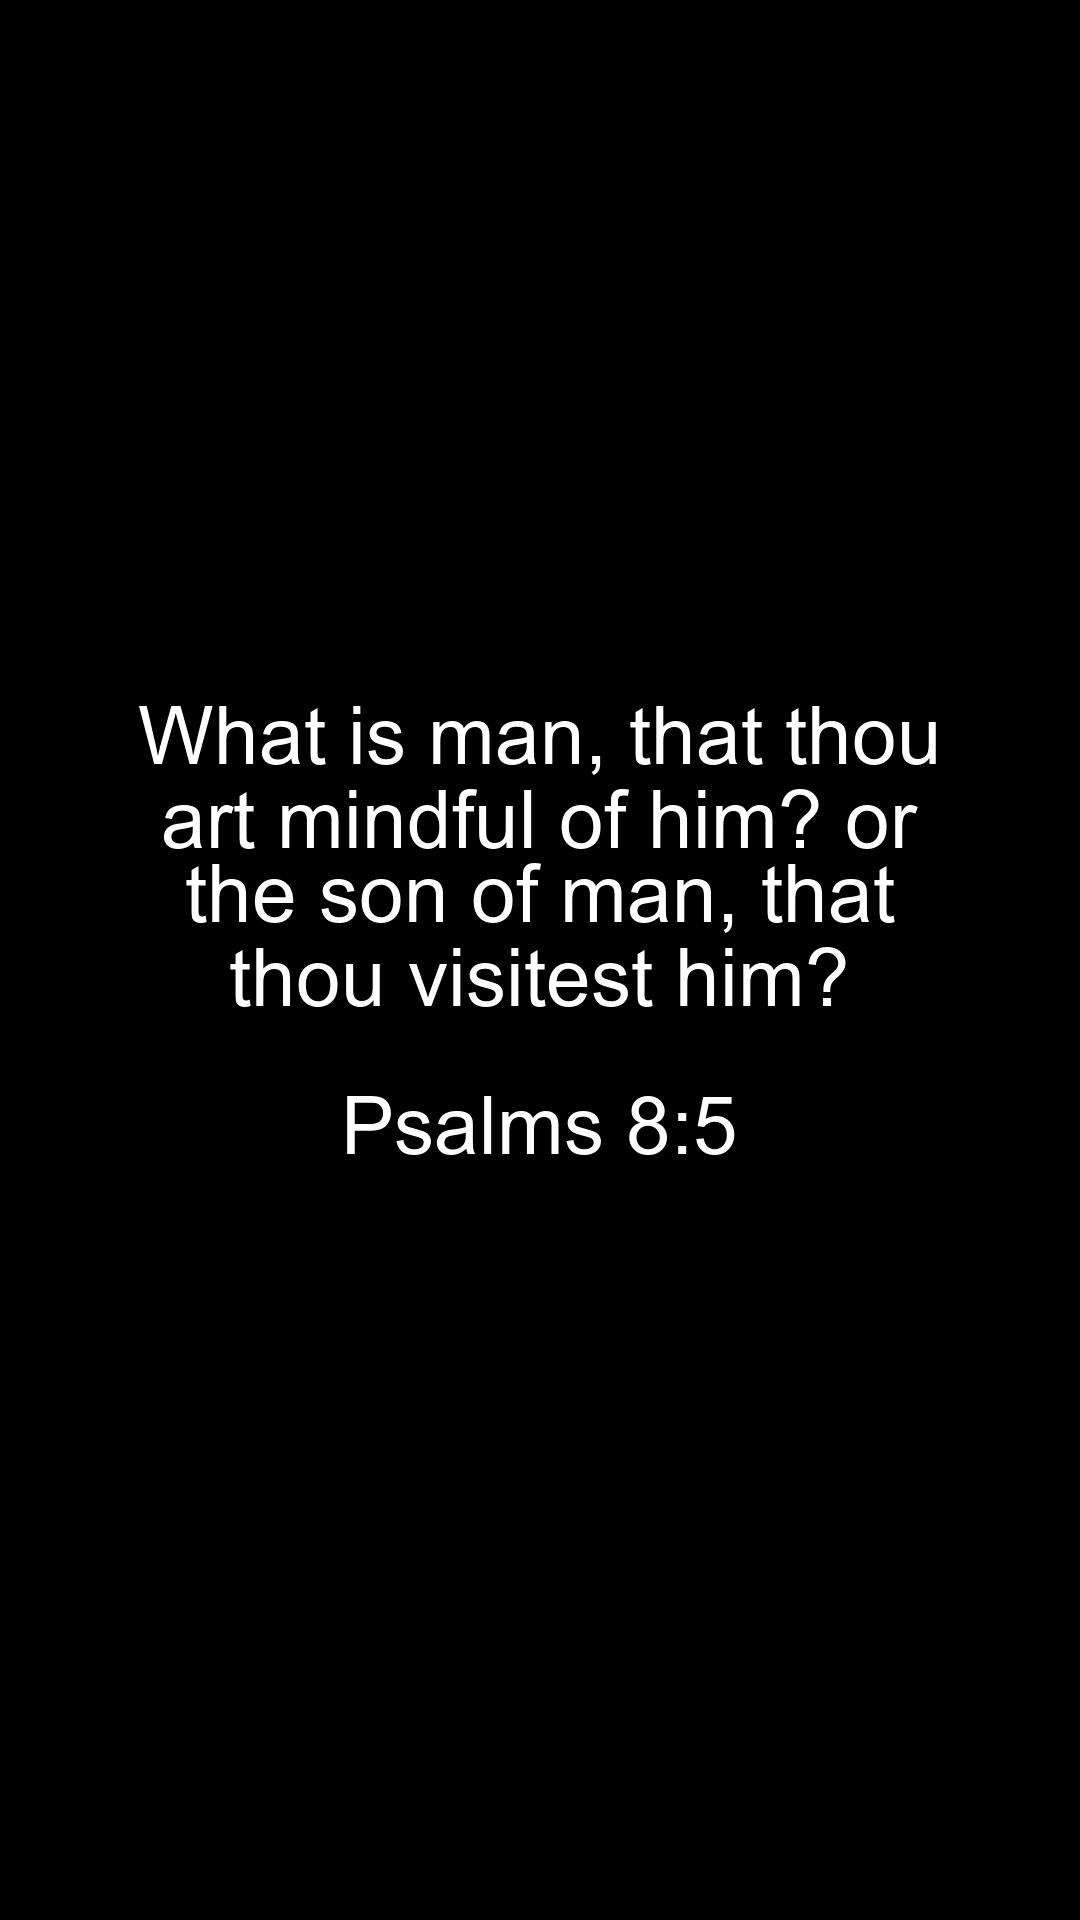 What is man, that thou
art mindful of him? or
the son of man, that
thou visitest him?
Psalms 8:5